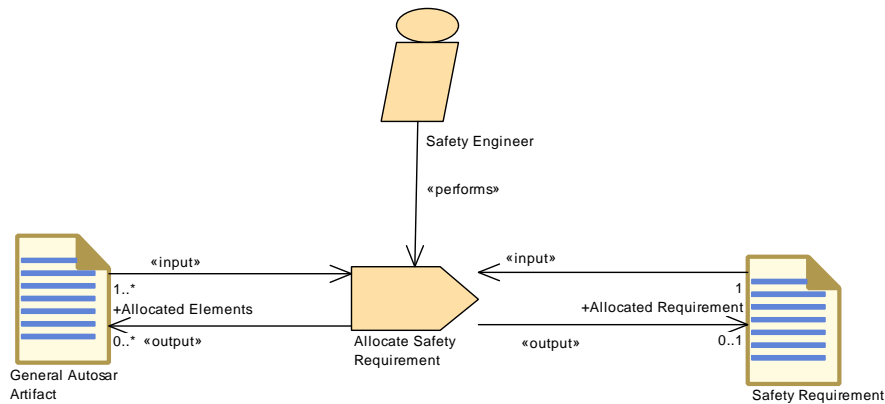 Safety Engineer
«performs»
«input»
«input»
1..*
1
+Allocated Elements
+Allocated Requirement
0..*
«output»
«output»
0..1
Allocate Safety
Requirement
General Autosar
Artifact
Safety Requirement